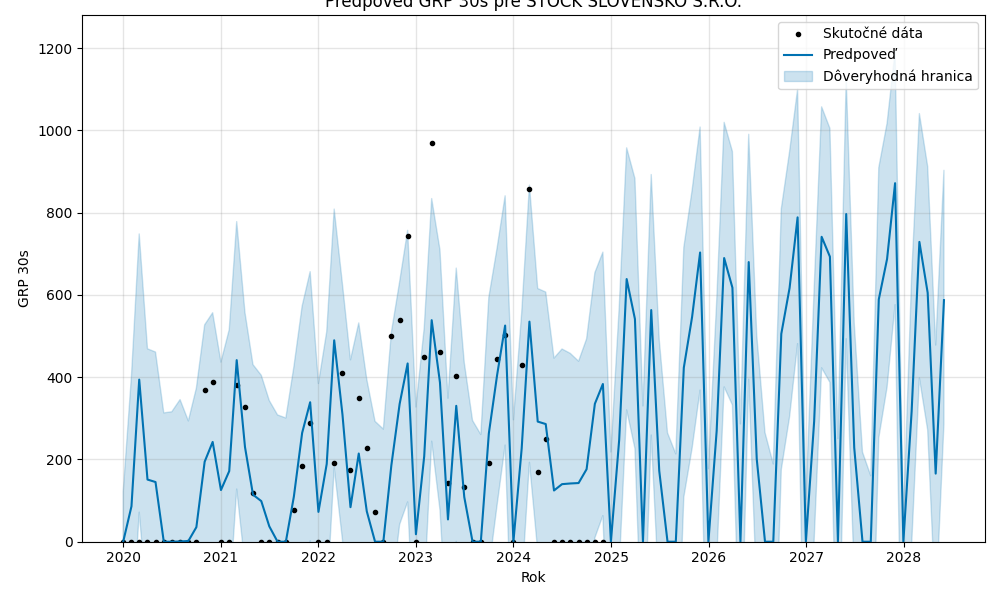 Predpoveď GRP 30s pre STOCK SLOVENSKO S.R.O.
Skutočné dáta
Predpoveď
Dôveryhodná hranica
1200
1000
800
600
400
200
0
GRP 30s
2020 2021 2022 2023 2024 2025 2026 2027 2028
Rok